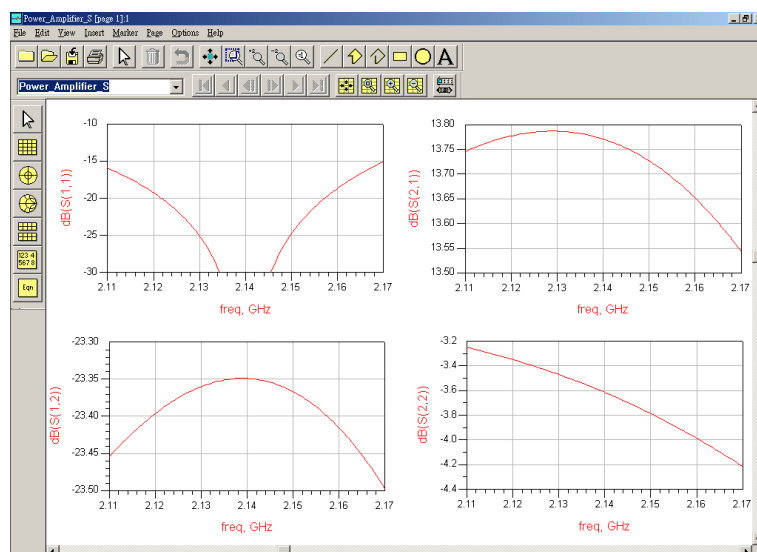 Power_Amplifier_S [page 1]:1
File Edit View Insert Marker Page Options Help
A
Power_Amplifier_S
123 4
567 8
Eqn
dB(S(1,1))
-10
-15
-20
-25
-30
2.11 2.12 2.13 2.14 2.15 2.16 2.17
freq, GHz
dB(S(2,1))
13.80
13.75
13.70
13.65
13.60
13.55
13.50
2.11 2.12 2.13 2.14 2.15 2.16 2.17
freq, GHz
dB(S(1,2))
-23.30
-23.35
-23.40
-23.45
-23.50
2.11 2.12 2.13 2.14 2.15 2.16 2.17
freq, GHz
dB(S(2,2))
-3.2
-3.4
-3.6
-3.8
-4.0
-4.2
-4.4
2.11 2.12 2.13 2.14 2.15 2.16 2.17
freq, GHz